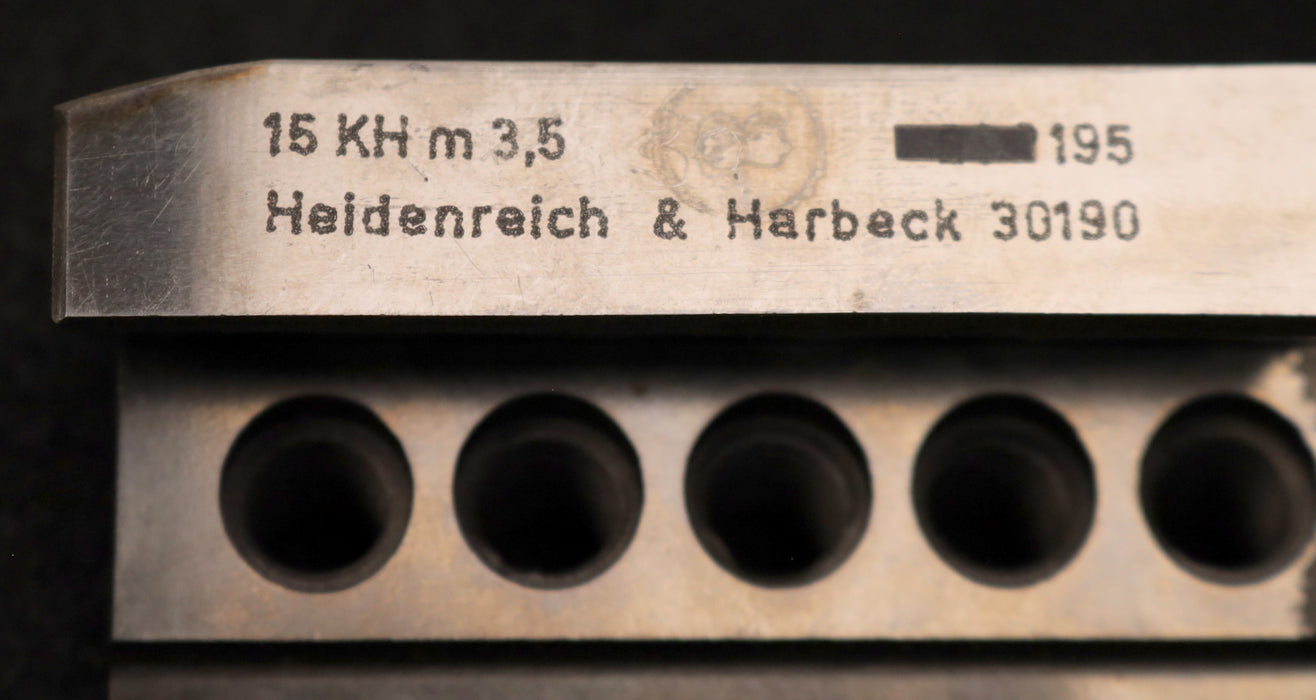 15 KH m 3,5 195
Heidenreich & Harbeck 30190